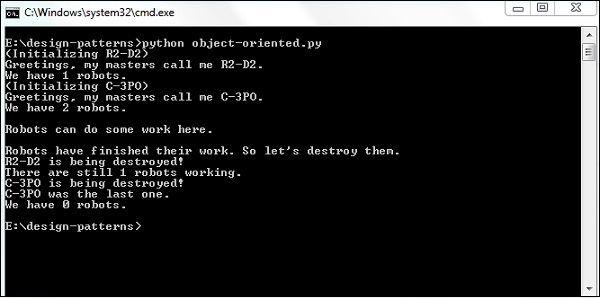 C:\Windows\system32\cmd.exe
E:\design-patterns>python object-oriented.py
(Initializing R2-D2)
Greetings, my masters call me R2-D2.
We have 1 robots.
(Initializing C-3PO)
Greetings, my masters call me C-3PO.
We have 2 robots.
Robots can do some work here.
Robots have finished their work. So let's destroy them.
R2-D2 is being destroyed!
There are still 1 robots working.
C-3PO is being destroyed!
C-3PO was the last one.
We have 0 robots.
E:\design-patterns>